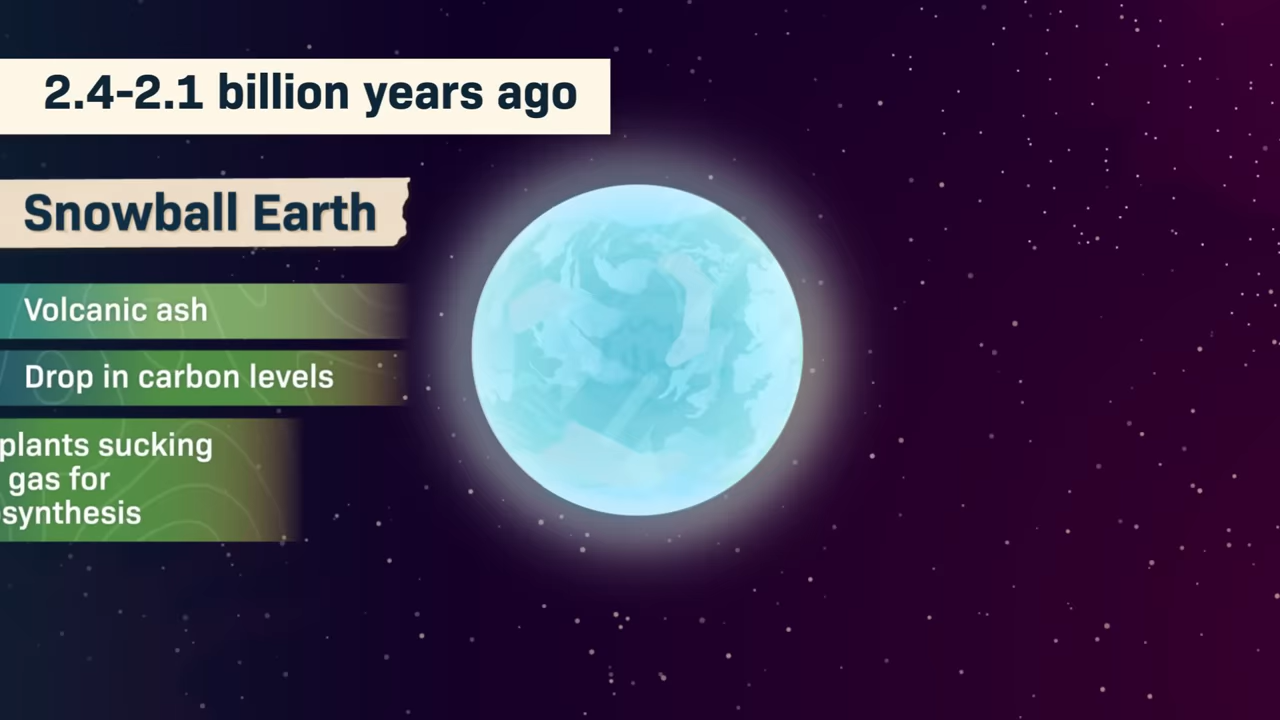 2.4-2.1 billion years ago
Snowball Earth
Volcanic ash
Drop in carbon levels
plants sucking
gas for
synthesis